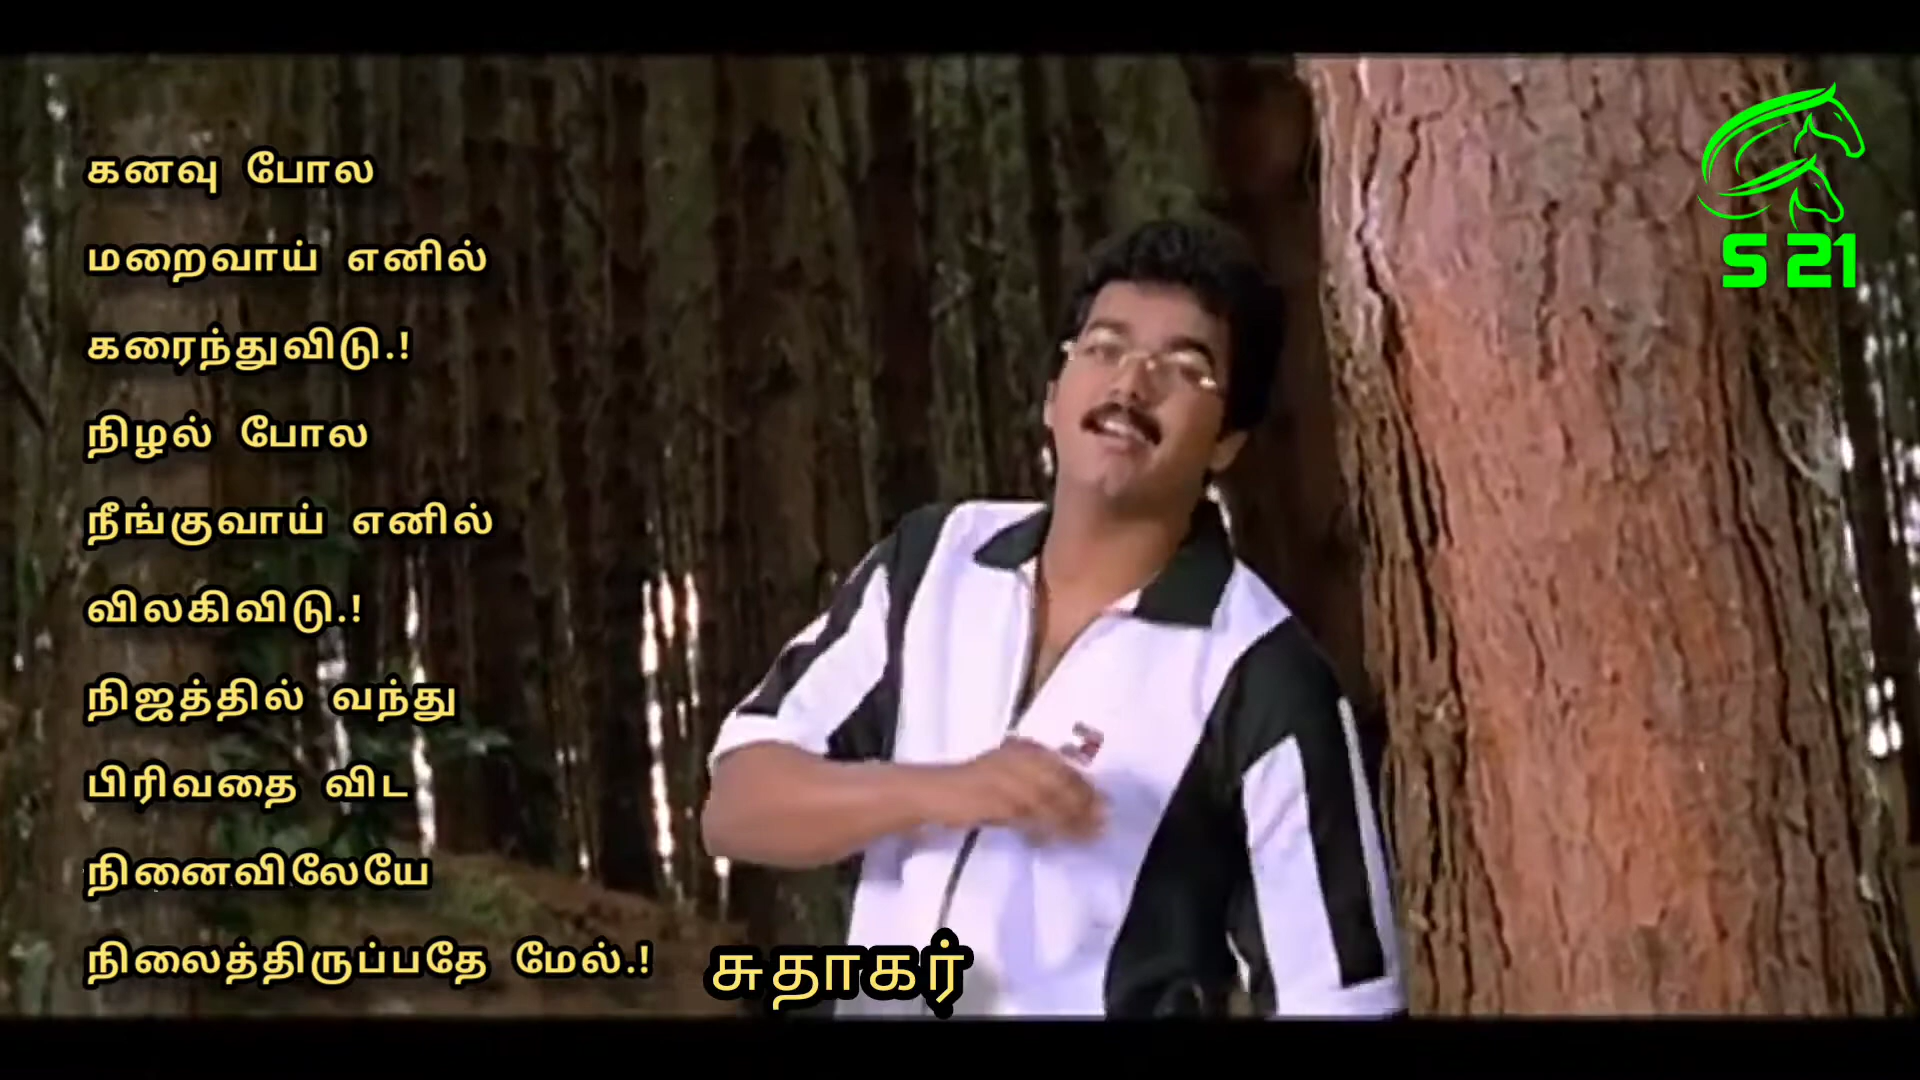 கனவு போல
மறைவாய் எனில்
கரைந்துவிடு.!
நிழல் போல
நீங்குவாய் எனில்
விலகிவிடு.!
நிஜத்தில் வந்து
பிரிவதை விட
நினைவிலேயே
நிலைத்திருப்பதே மேல்.!
சுதாகர்
S 21